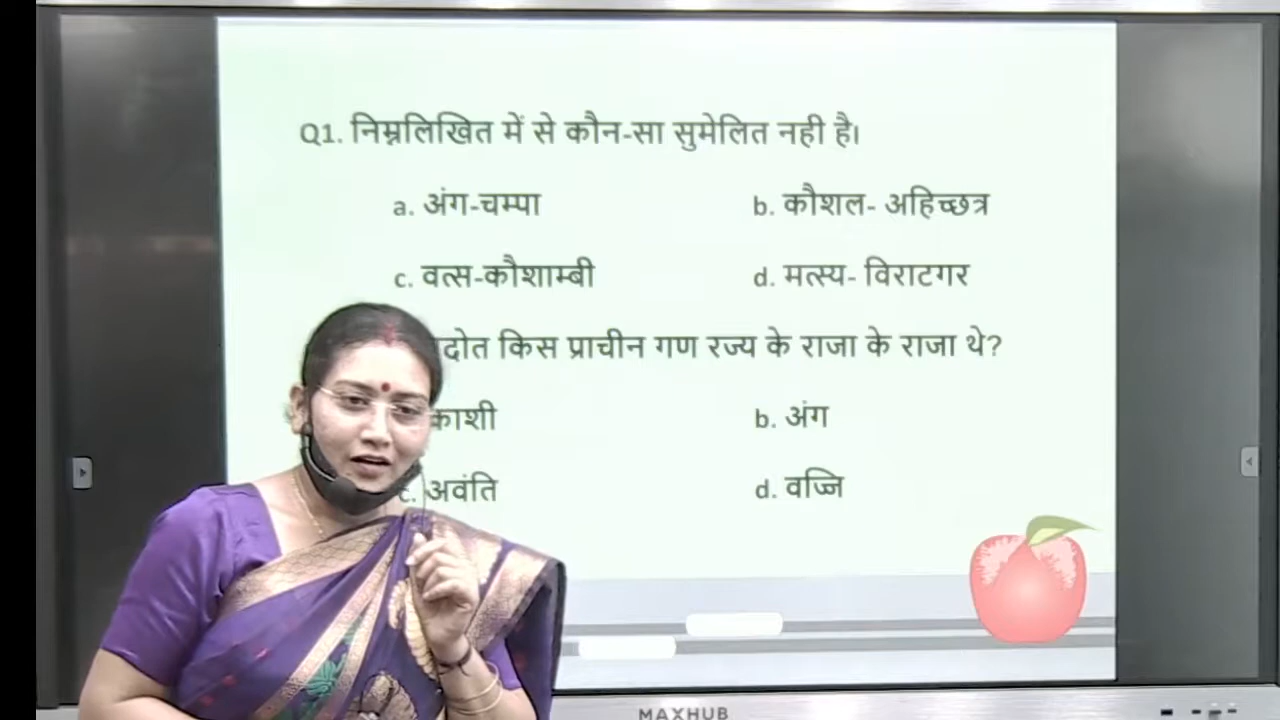 Q1. निम्नलिखित में से कौन-सा सुमेलित नही है।
a. अंग-चम्पा b. कौशल- अहिच्छत्र
c. वत्स-कौशाम्बी d. मत्स्य- विराटगर
किस प्राचीन गण रज्य के राजा के राजा थे?
काशी b. अंग
c. अवंति d. वज्जि
MAXHUB